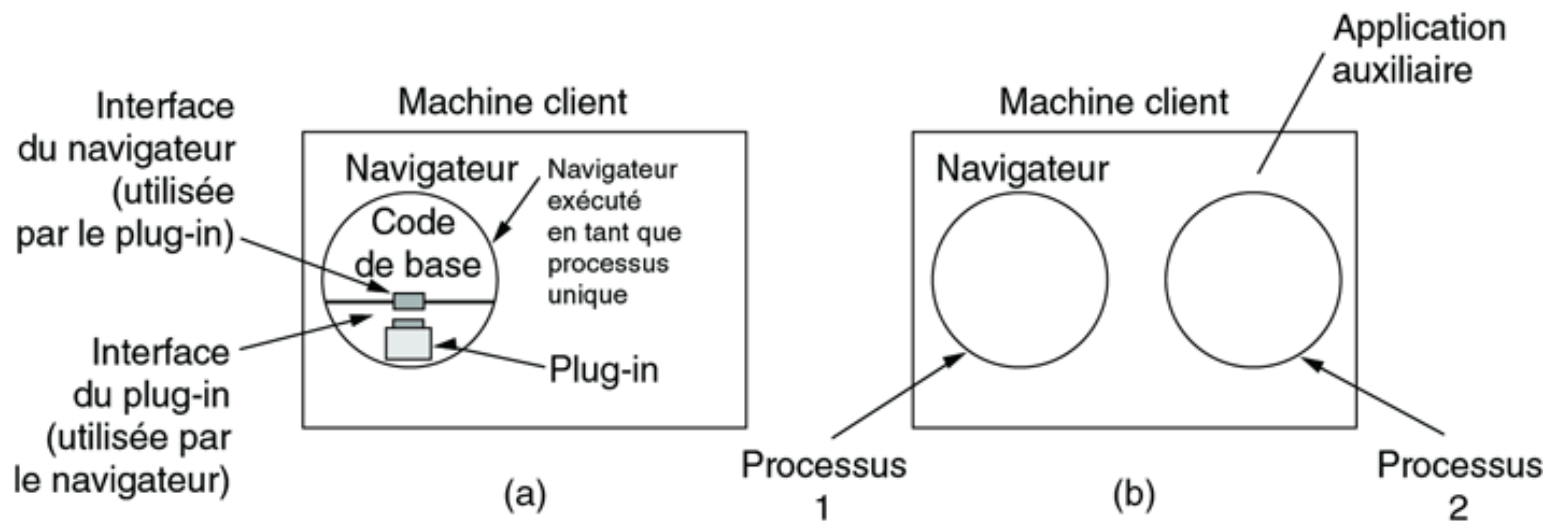 Interface
du navigateur
(utilisée
par le plug-in)
Interface
du plug-in
(utilisée par
le navigateur)
Machine client
Navigateur
Code
de base
Navigateur
exécuté
en tant que
processus
unique
Plug-in
(a)
Machine client
Navigateur
Application
auxiliaire
Processus
1
(b)
Processus
2